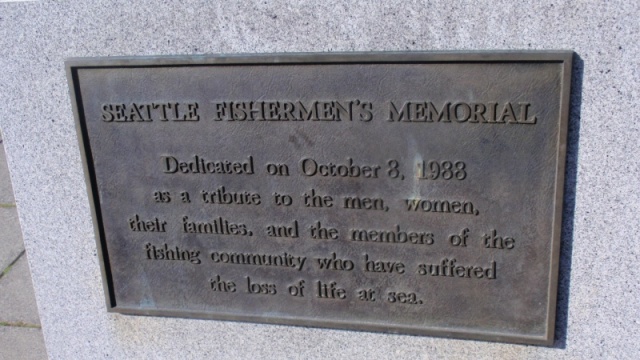 SEATTLE FISHERMEN'S MEMORIAL
Dedicated on October 8, 1988
as a tribute to the men, women,
their families, and the members of the
fishing community who have suffered
the loss of life at sea.